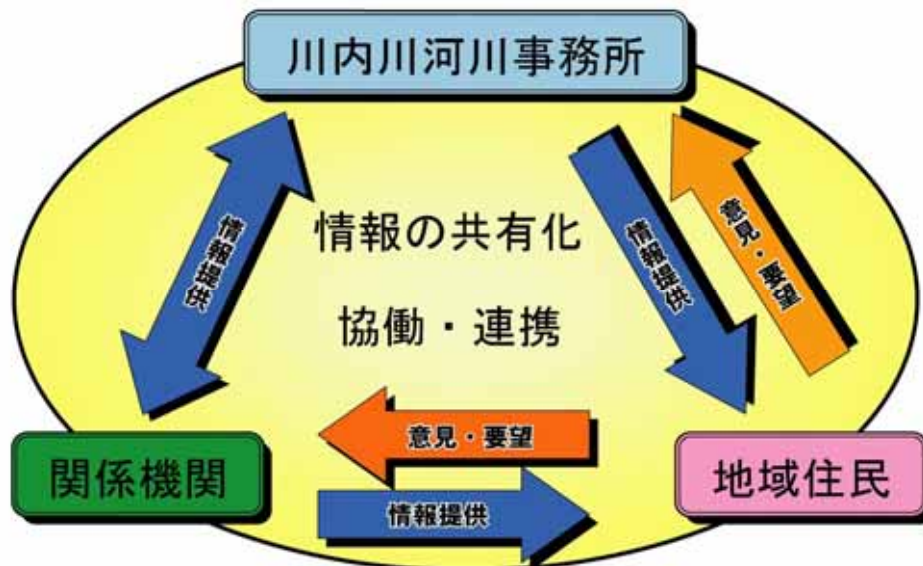 川内川河川事務所
情報提供
情報の共有化
協働・連携
情報提供
意見・要望
意見・要望
情報提供
関係機関
地域住民